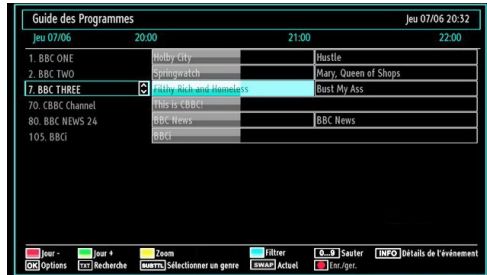 Guide des Programmes Jeu 07/06 20:32
Jeu 07/06 20:00 21:00 22:00
1. BBC ONE Holby City Hustle
2. BBC TWO Springwatch Mary, Queen of Shops
7. BBC THREE Filthy Rich and Homeless Bust My Ass
70. CBBC Channel This is CBBC!
80. BBC NEWS 24 BBC News BBC News
105. BBCi BBCi
Jour - Jour + Zoom Filtrer 0...9 Sauter INFO Détails de l'événement
OK Options TXT Recherche SUBTTL Sélectionner un genre SWAP Actuel Enr./ger.